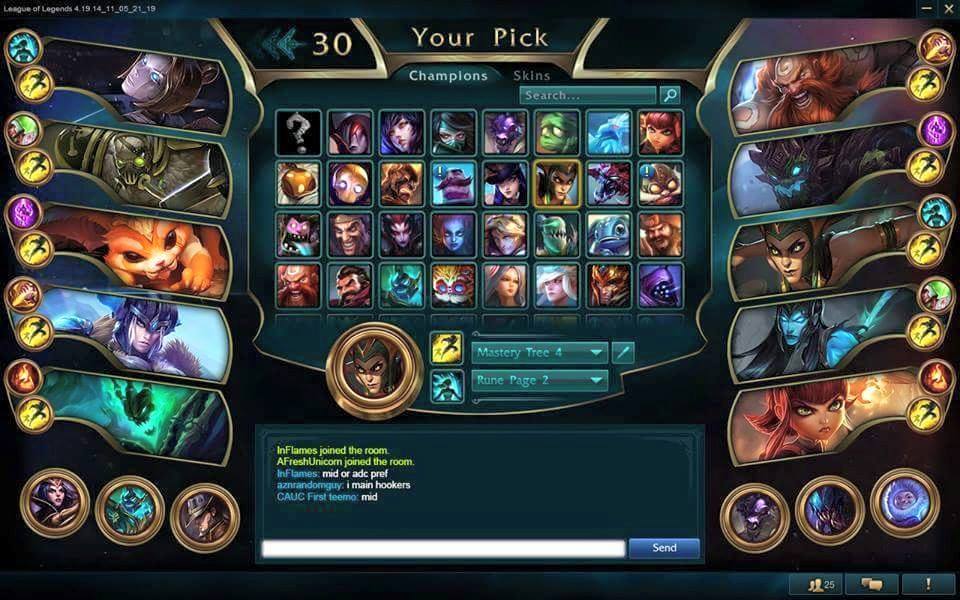 League of Legends 4.19.14_11_05_21_19
30
Your Pick
Champions
Skins
Search...
Mastery Tree 4
Rune Page 2
InFlames joined the room.
AFreshUnicorn joined the room.
InFlames: mid or adc pref
aznrandomguy: i main hookers
CAUC First teemo: mid
Send
25